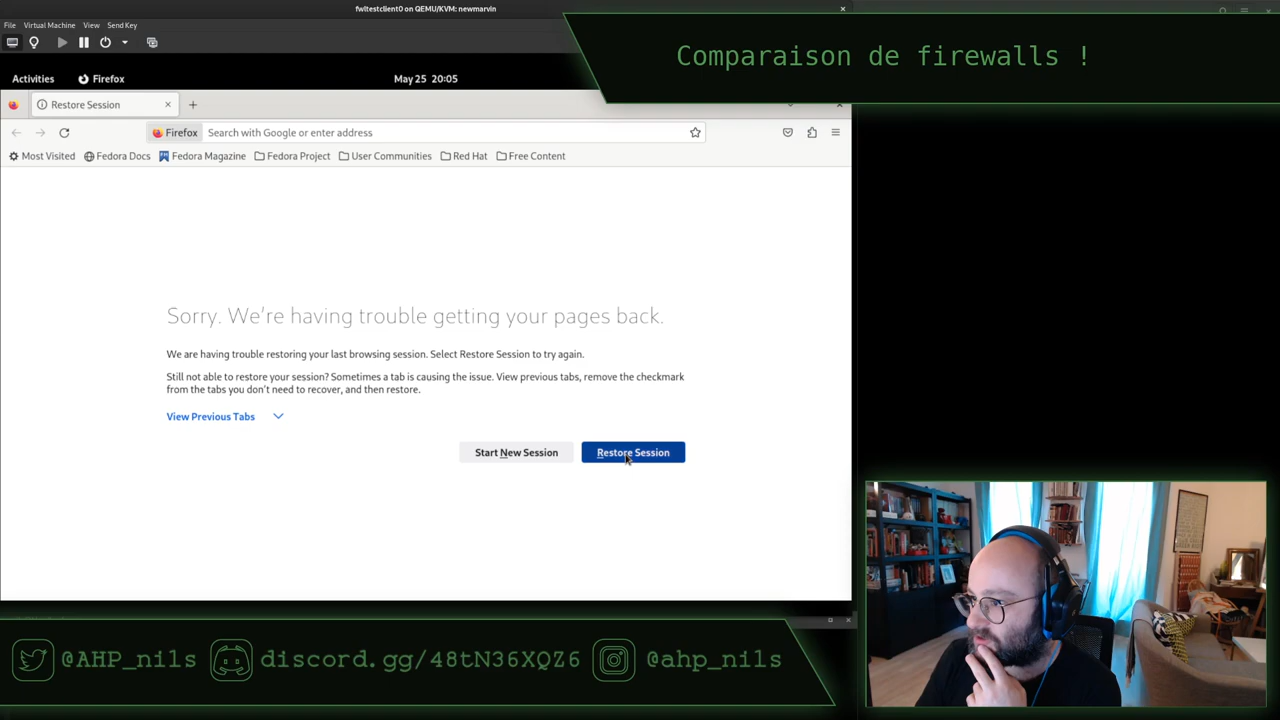 fwltestclient0 on QEMU/KVM: newmarvin
File Virtual Machine View Send Key
Comparaison de firewalls !
Activities Firefox May 25 20:05
Restore Session
Firefox Search with Google or enter address
Most Visited Fedora Docs Fedora Magazine Fedora Project User Communities Red Hat Free Content
Sorry. We're having trouble getting your pages back.
We are having trouble restoring your last browsing session. Select Restore Session to try again.
Still not able to restore your session? Sometimes a tab is causing the issue. View previous tabs, remove the checkmark
from the tabs you don't need to recover, and then restore.
View Previous Tabs
Start New Session Restore Session
@AHP_nils discord.gg/48tN36XQZ6 @ahp_nils